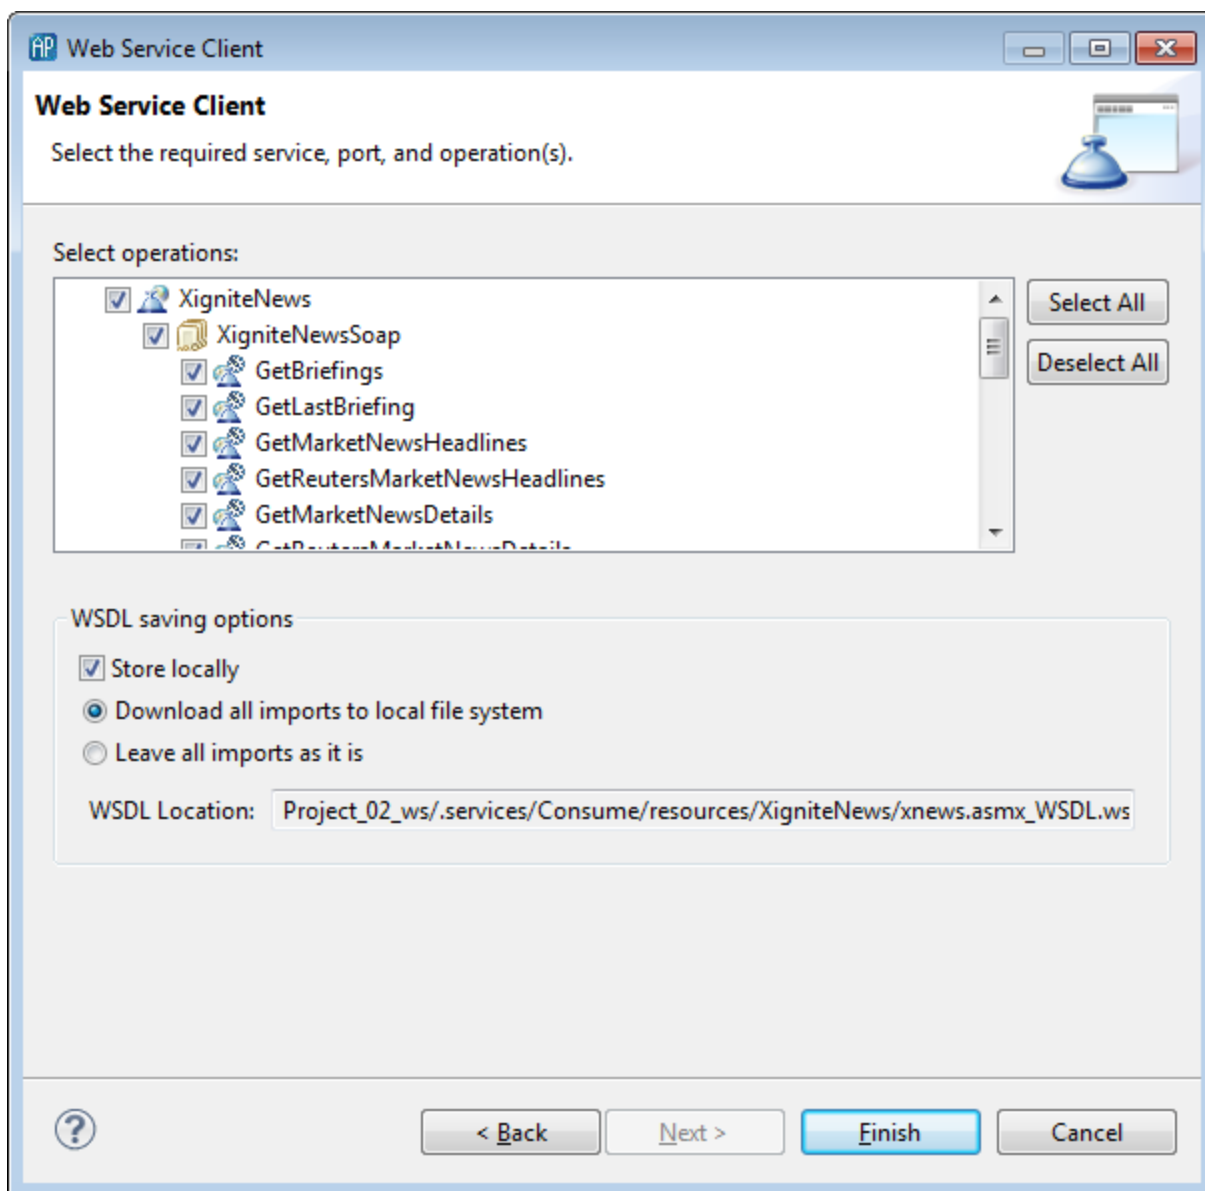 Web Service Client
Web Service Client
Select the required service, port, and operation(s).
Select operations:
XigniteNews
XigniteNewsSoap
GetBriefings
GetLastBriefing
GetMarketNewsHeadlines
GetReutersMarketNewsHeadlines
GetMarketNewsDetails
GetReutersMarketNewsDetails
Select All
Deselect All
WSDL saving options
Store locally
Download all imports to local file system
Leave all imports as it is
WSDL Location: Project_02_ws/.services/Consume/resources/XigniteNews/xnews.asmx_WSDL.ws
< Back Next > Finish Cancel